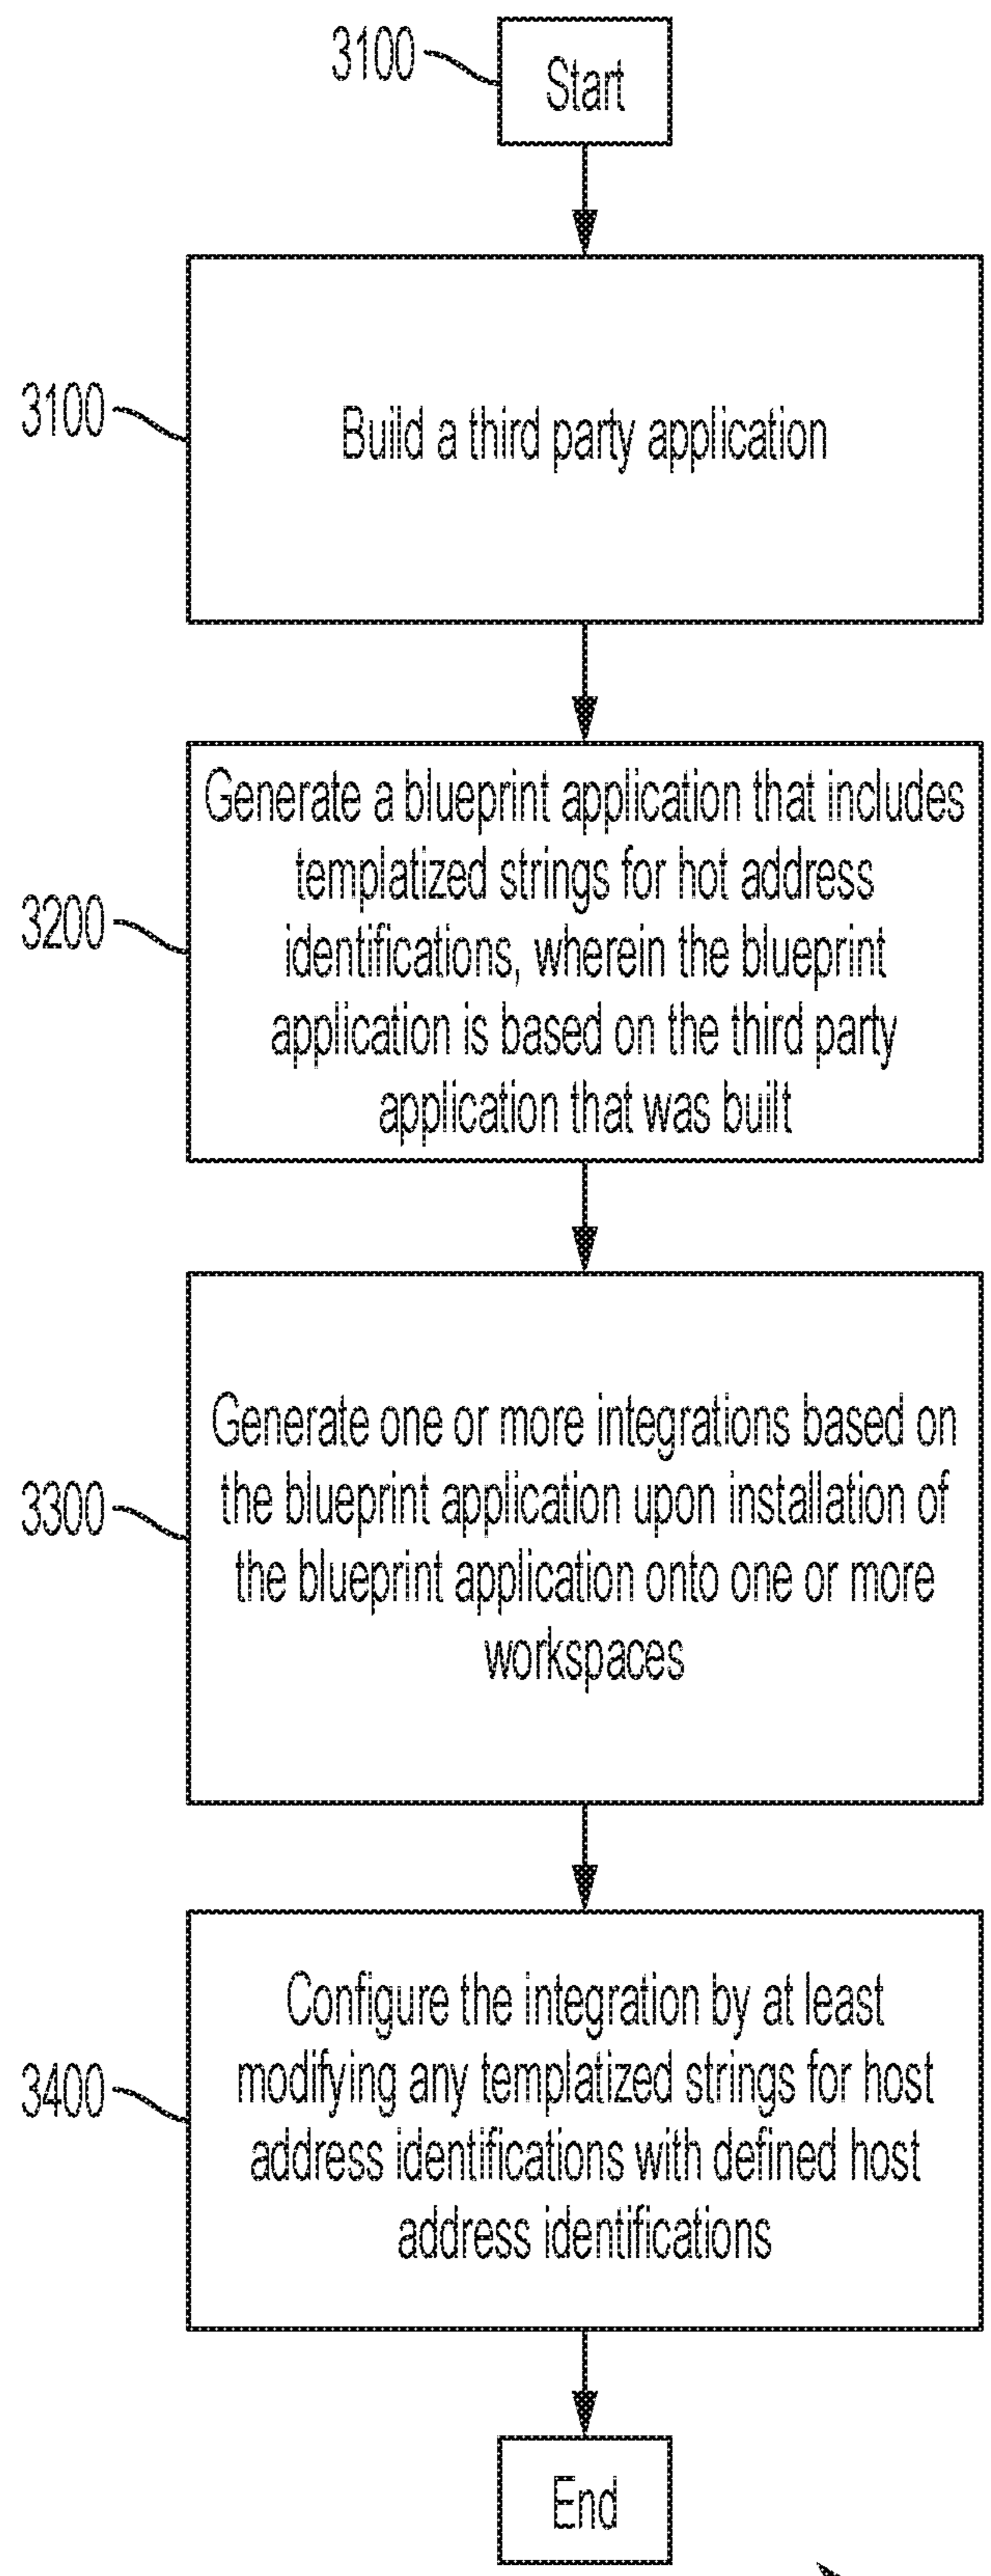 3100
Start
3100
Build a third party application
3200
Generate a blueprint application that includes
templatized strings for hot address
identifications, wherein the blueprint
application is based on the third party
application that was built
3300
Generate one or more integrations based on
the blueprint application upon installation of
the blueprint application onto one or more
workspaces
3400
Configure the integration by at least
modifying any templatized strings for host
address identifications with defined host
address identifications
End